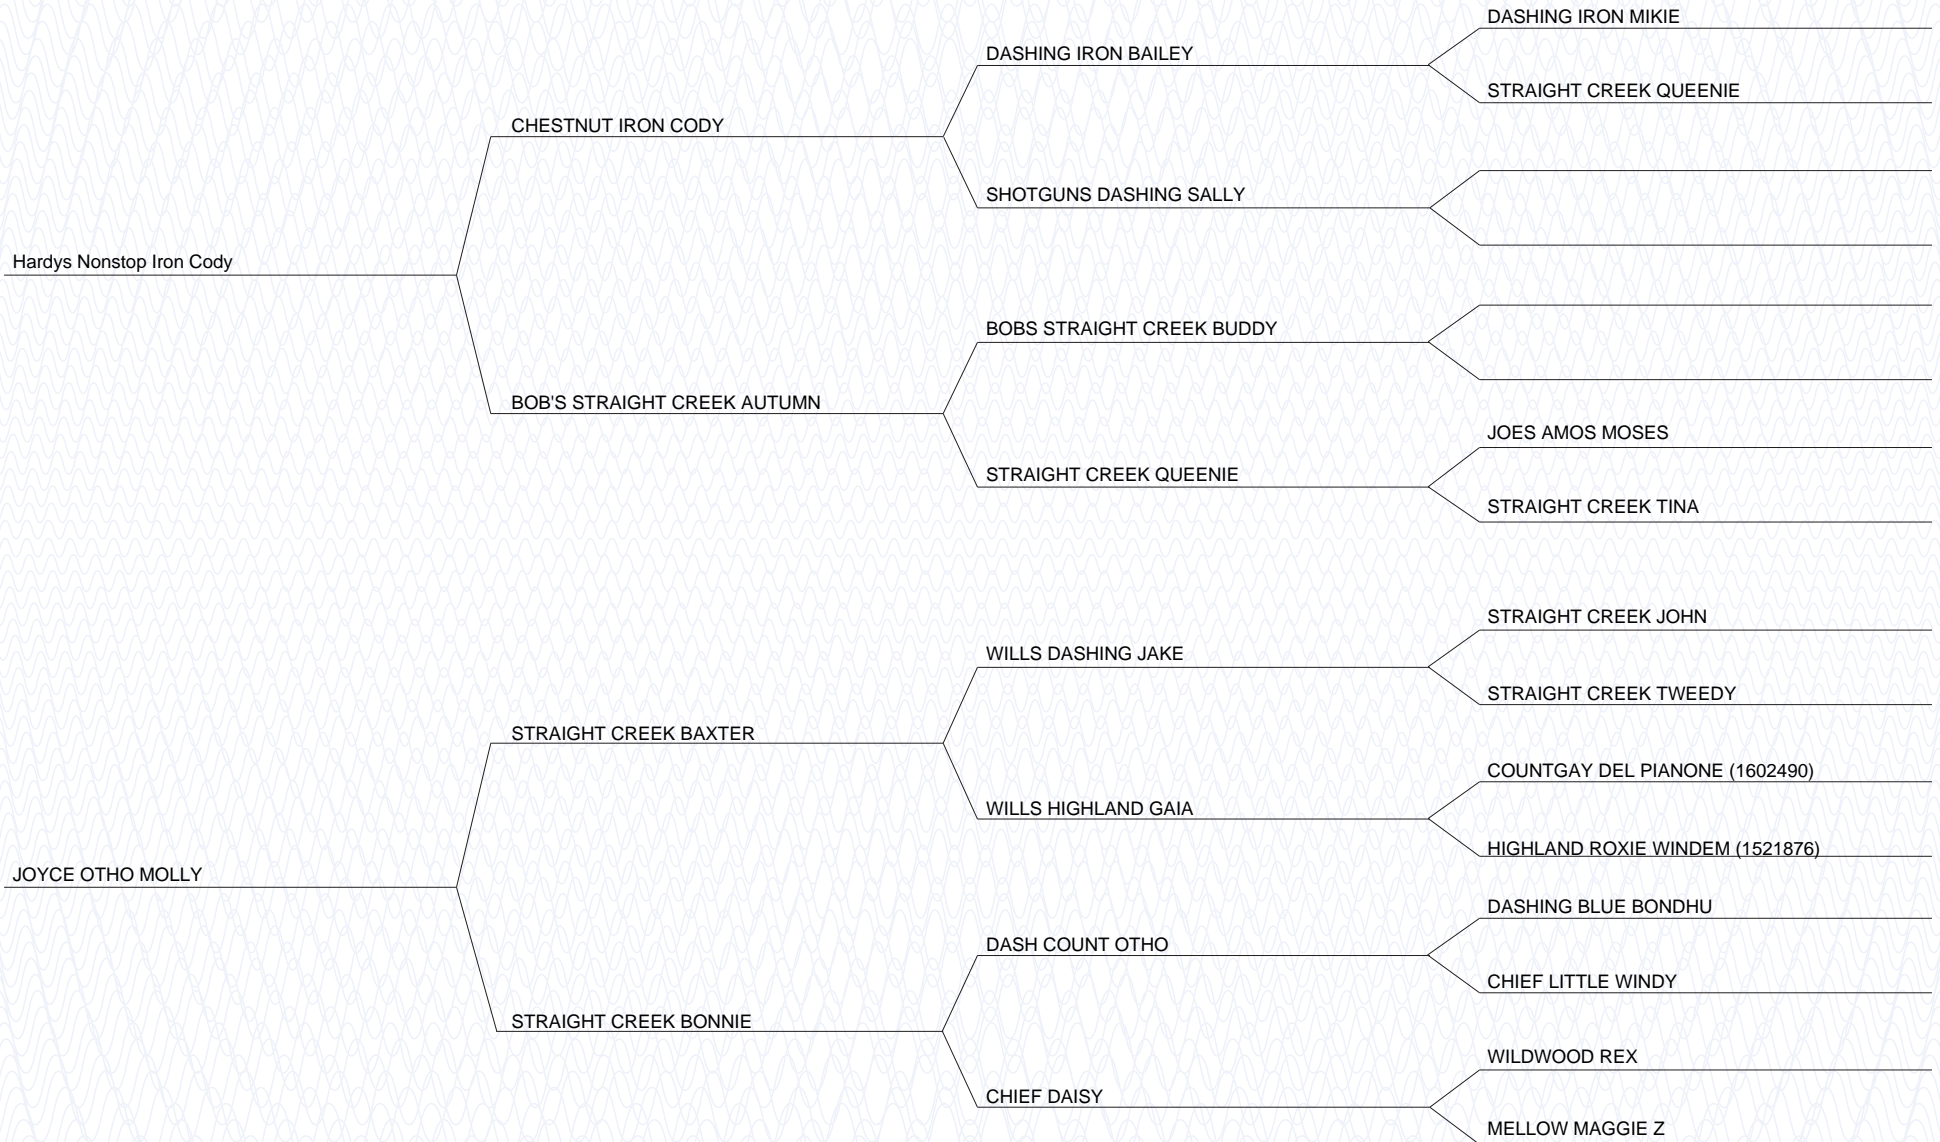 DASHING IRON MIKIE
DASHING IRON BAILEY
STRAIGHT CREEK QUEENIE
CHESTNUT IRON CODY
SHOTGUNS DASHING SALLY
Hardys Nonstop Iron Cody
BOBS STRAIGHT CREEK BUDDY
BOB'S STRAIGHT CREEK AUTUMN
JOES AMOS MOSES
STRAIGHT CREEK QUEENIE
STRAIGHT CREEK TINA
STRAIGHT CREEK JOHN
WILLS DASHING JAKE
STRAIGHT CREEK TWEEDY
STRAIGHT CREEK BAXTER
COUNTGAY DEL PIANONE (1602490)
WILLS HIGHLAND GAIA
HIGHLAND ROXIE WINDEM (1521876)
JOYCE OTHO MOLLY
DASHING BLUE BONDHU
DASH COUNT OTHO
CHIEF LITTLE WINDY
STRAIGHT CREEK BONNIE
WILDWOOD REX
CHIEF DAISY
MELLOW MAGGIE Z